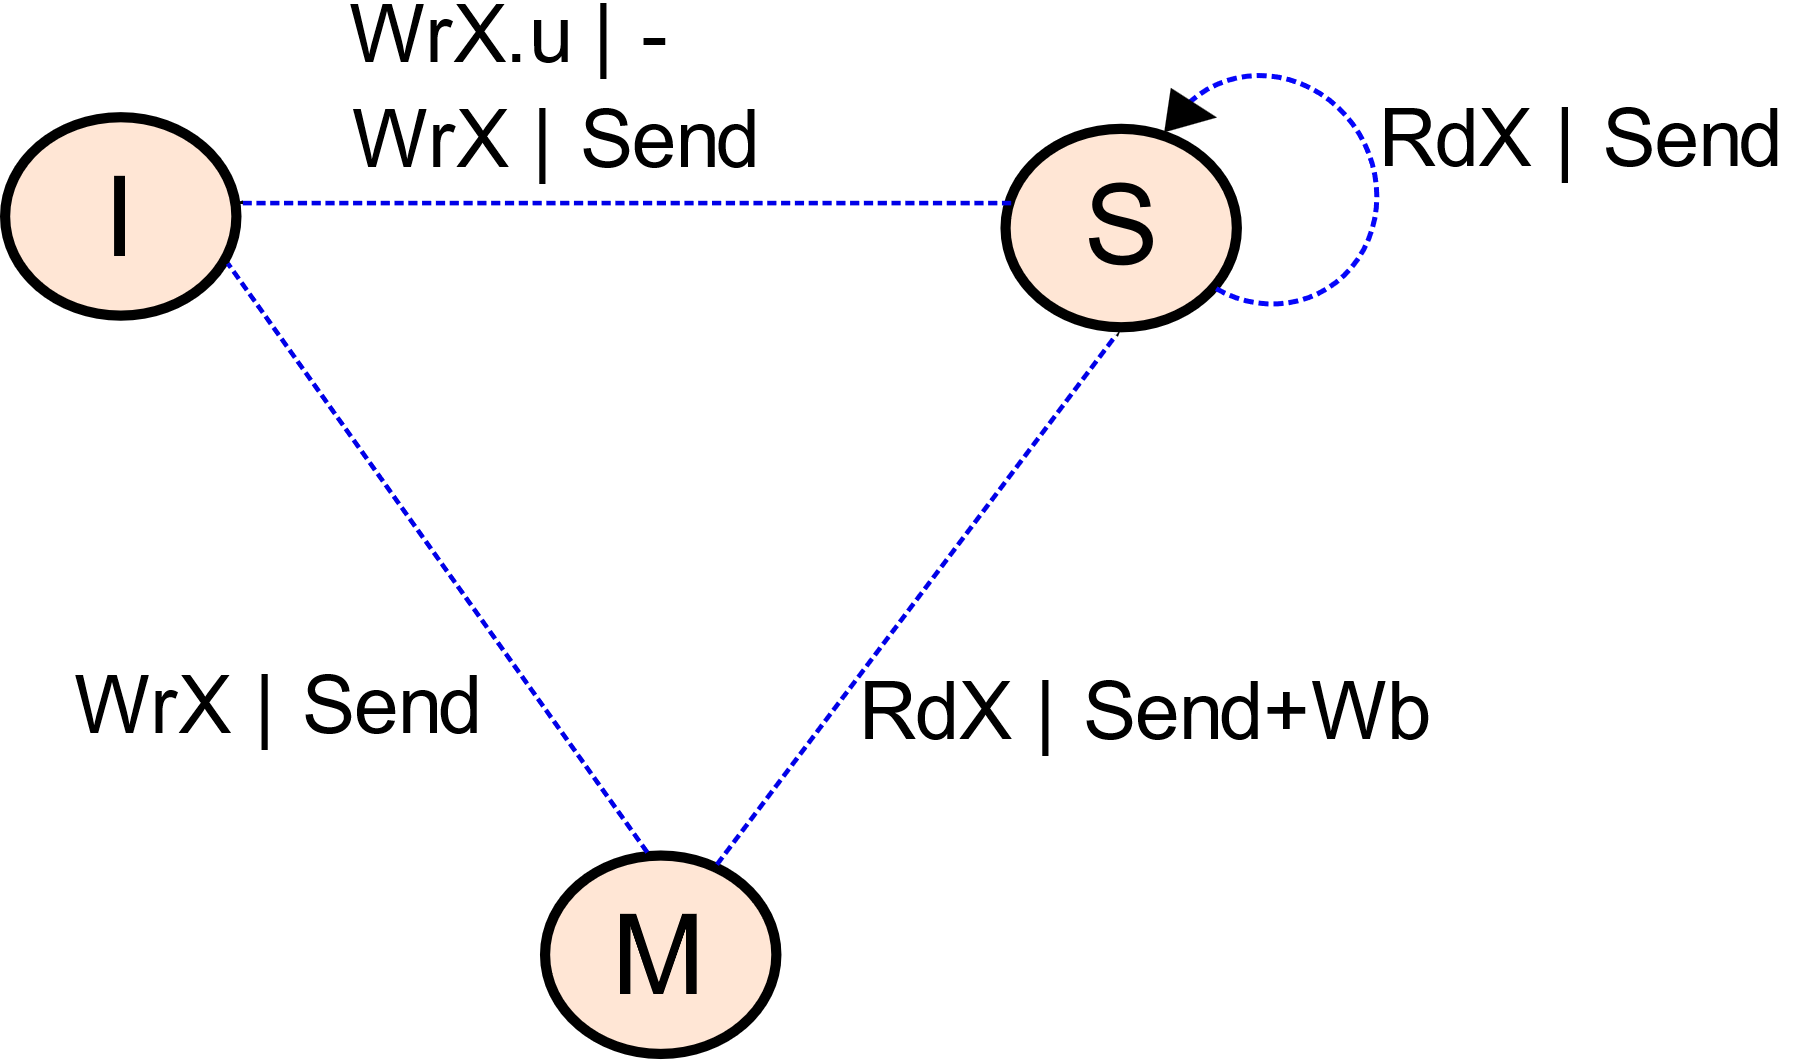 WrX.u | -
WrX | Send
RdX | Send
I
S
WrX | Send
RdX | Send+Wb
M